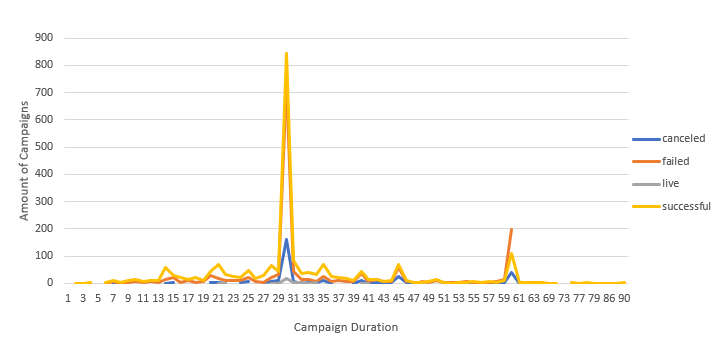 900
800
700
600
500
400
300
200
100
0
Amount of Campaigns
1 3 5 7 9 11 13 15 17 19 21 23 25 27 29 31 33 35 37 39 41 43 45 47 49 51 53 55 57 59 61 63 69 73 77 79 86 90
Campaign Duration
canceled
failed
live
successful